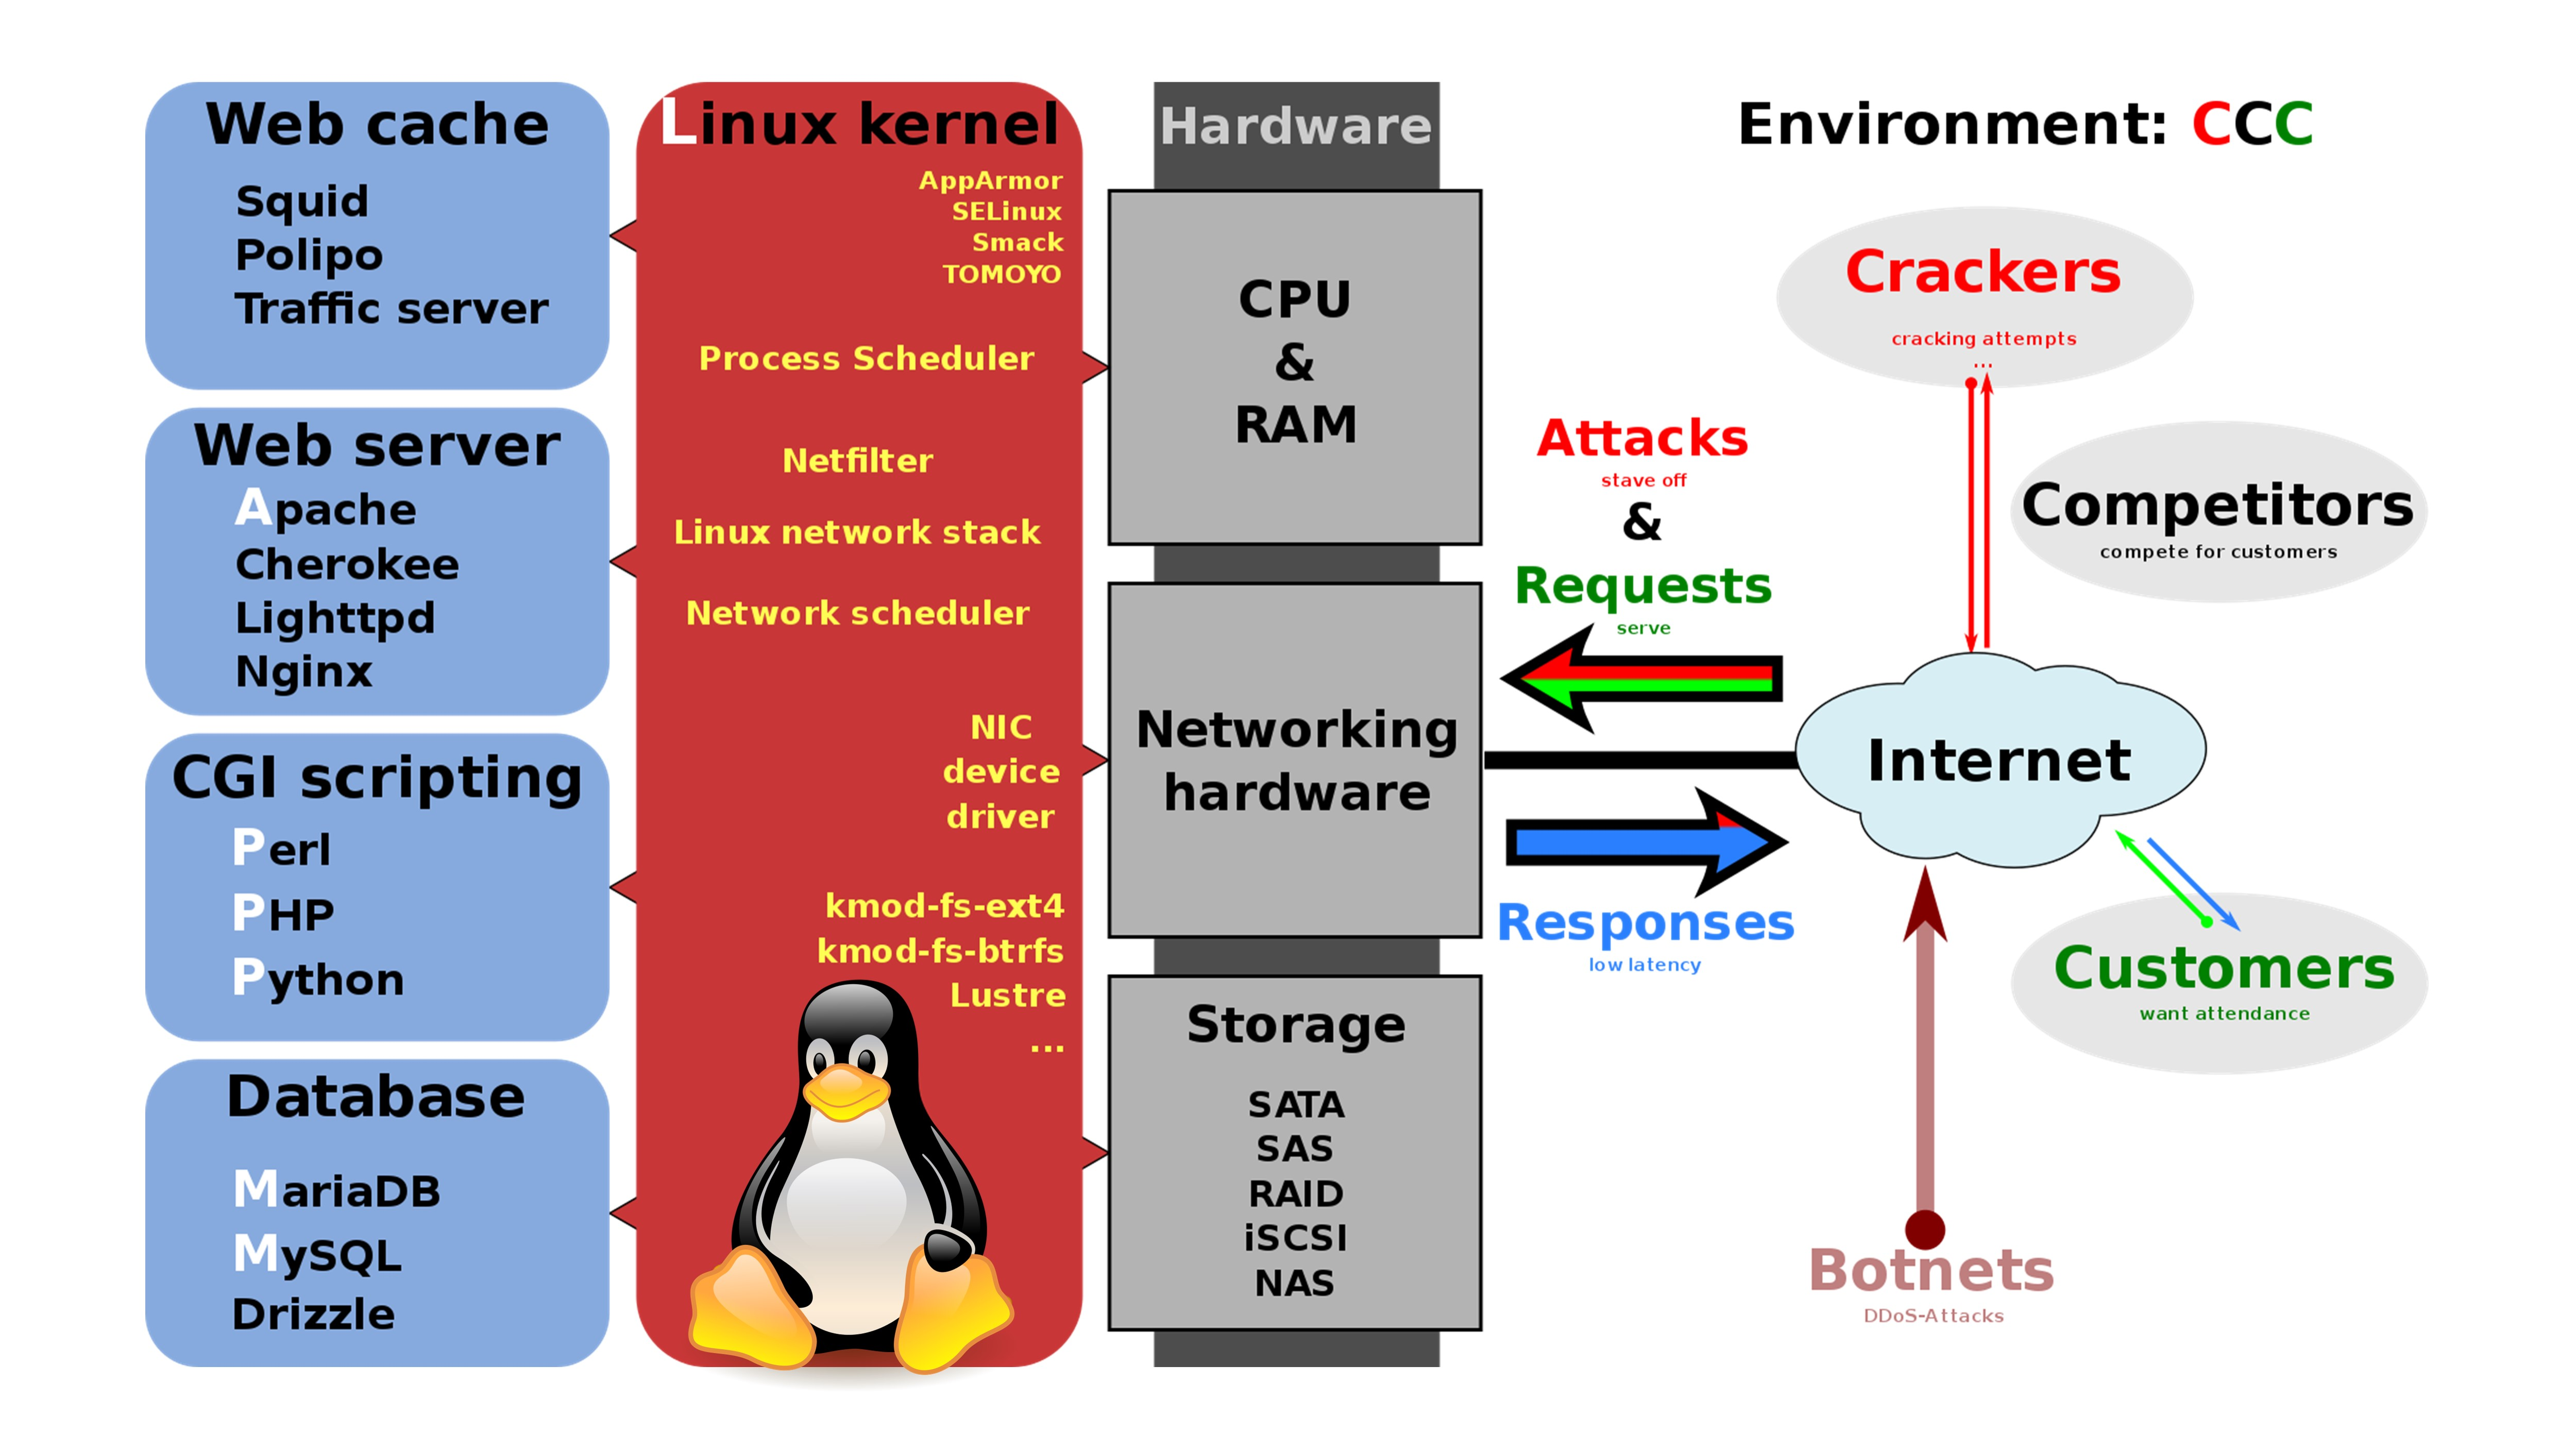 Web cache
Squid
Polipo
Traffic server
Web server
Apache
Cherokee
Lighttpd
Nginx
CGI scripting
Perl
PHP
Python
Database
MariaDB
MySQL
Drizzle
Linux kernel
AppArmor
SELinux
Smack
TOMOYO
Process Scheduler
Netfilter
Linux network stack
Network scheduler
NIC
device
driver
kmod-fs-ext4
kmod-fs-btrfs
Lustre
...
Hardware
CPU
&
RAM
Networking
hardware
Storage
SATA
SAS
RAID
iSCSI
NAS
Attacks
stave off
&
Requests
serve
Responses
low latency
Environment: CCC
Crackers
cracking attempts
...
Competitors
compete for customers
Internet
Customers
want attendance
Botnets
DDoS-Attacks